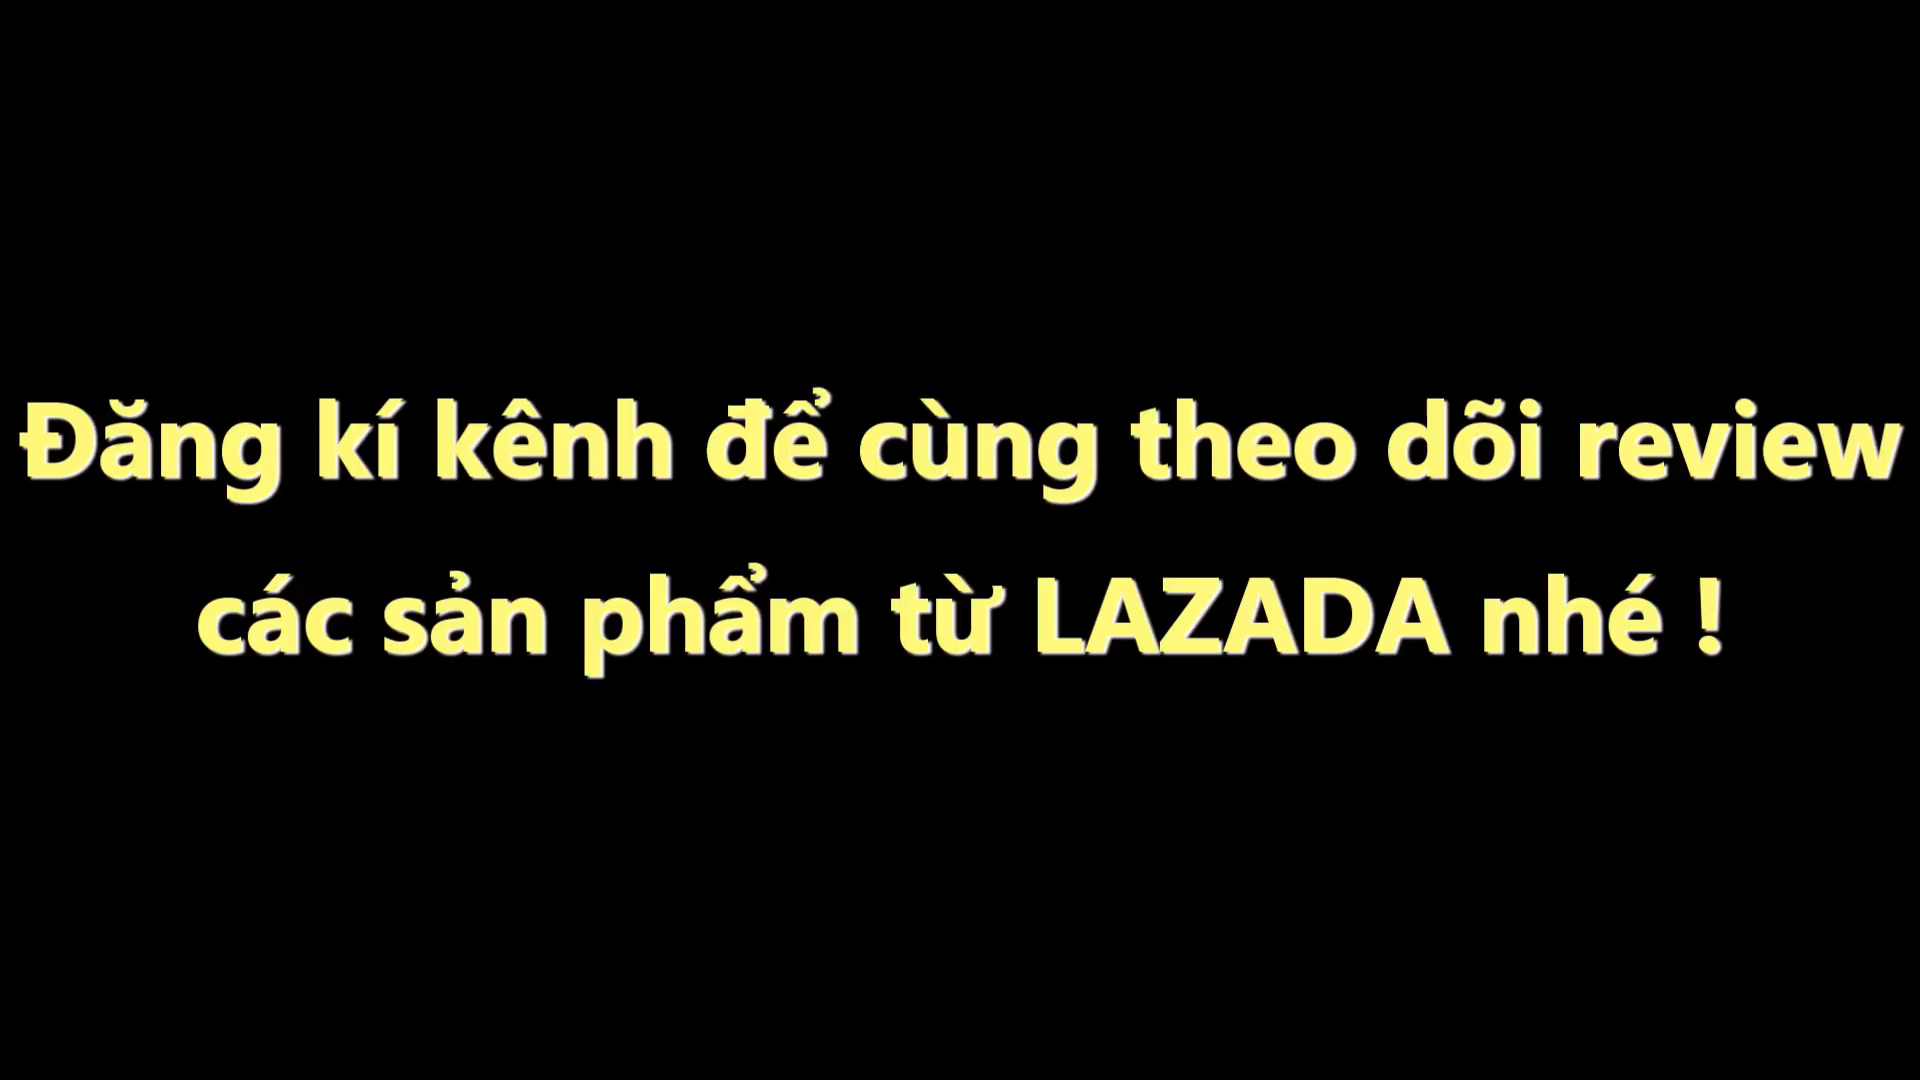 Đăng kí kênh để cùng theo dõi review
các sản phẩm từ LAZADA nhé !